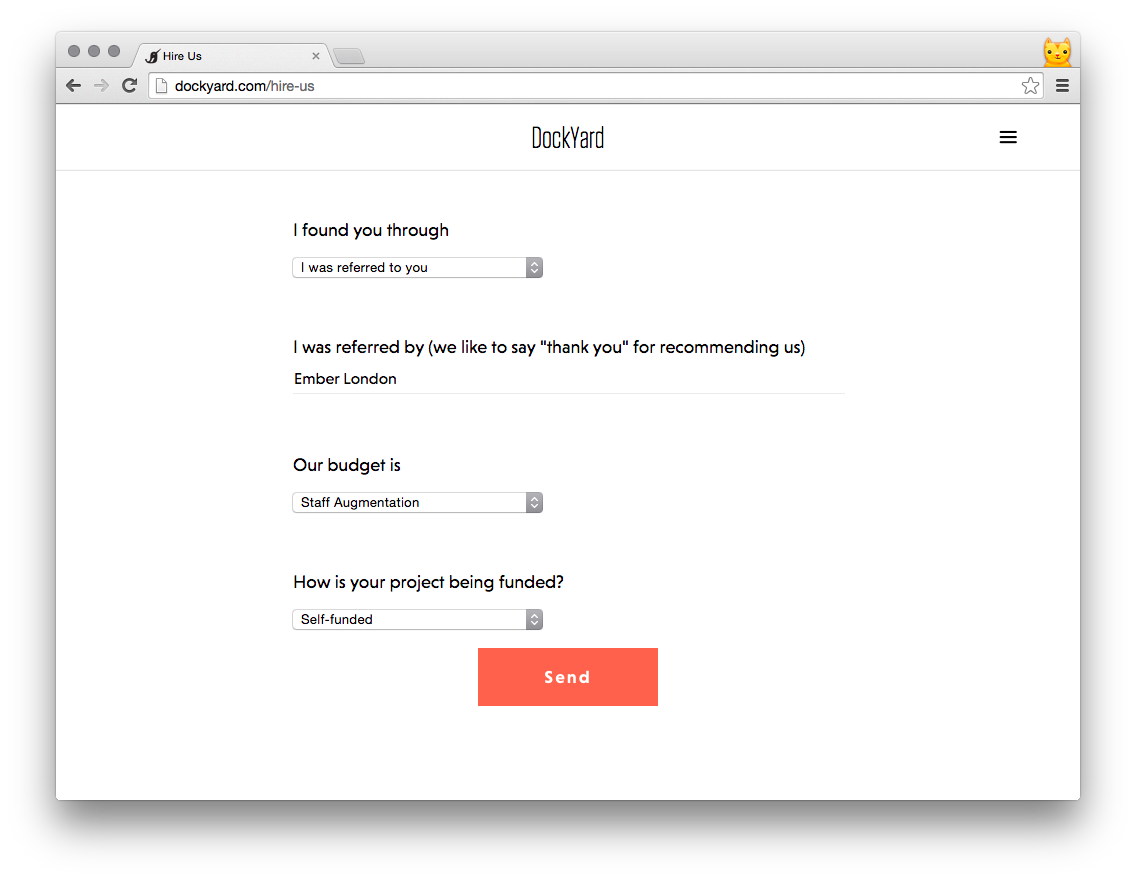 Hire Us
dockyard.com/hire-us
DockYard
I found you through
I was referred to you
I was referred by (we like to say "thank you" for recommending us)
Ember London
Our budget is
Staff Augmentation
How is your project being funded?
Self-funded
Send